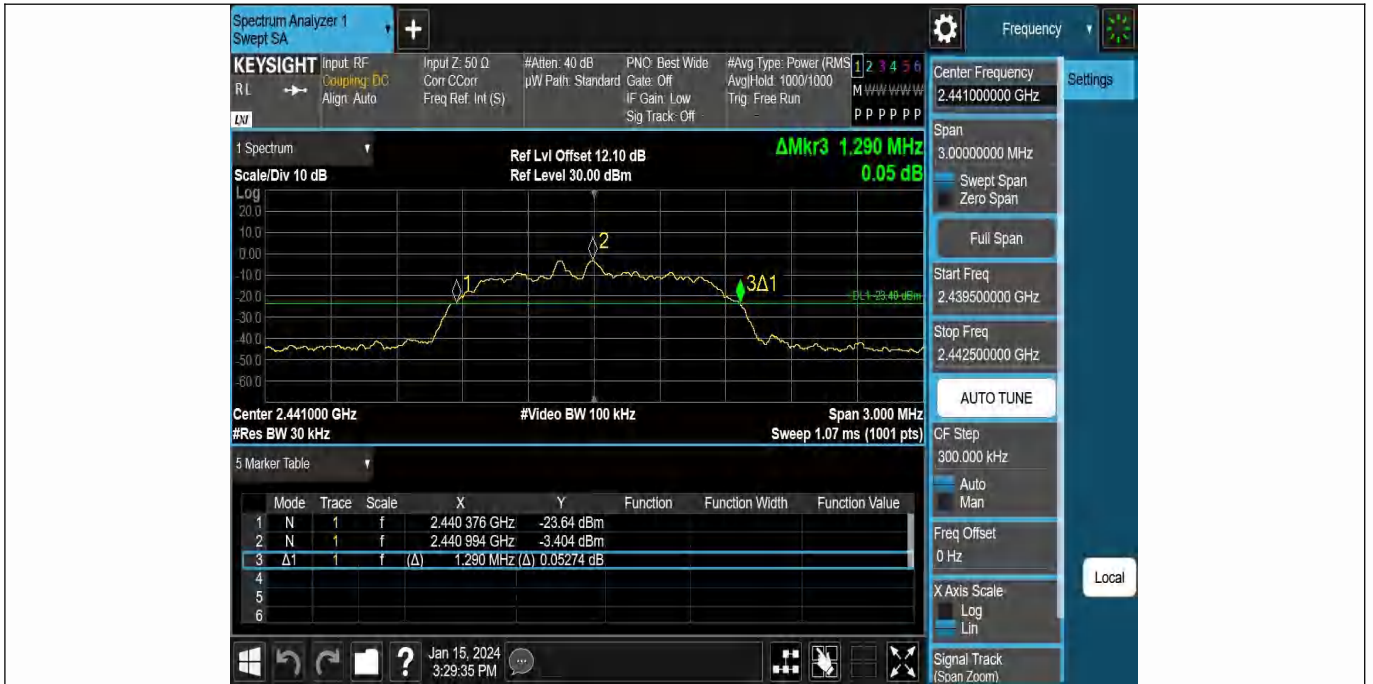 Spectrum Analyzer 1
Swept SA
+
Frequency
KEYSIGHT
RL
LXI
Input: RF
Coupling: DC
Align: Auto
Input Z: 50 Ω
Corr CCorr
Freq Ref: Int (S)
#Atten: 40 dB
µW Path: Standard
PNO: Best Wide
Gate: Off
IF Gain: Low
Sig Track: Off
#Avg Type: Power (RMS
Avg|Hold: 1000/1000
Trig: Free Run
1 2 3 4 5 6
M W W W W W
P P P P P P
1 Spectrum
Scale/Div 10 dB
Ref Lvl Offset 12.10 dB
Ref Level 30.00 dBm
ΔMkr3 1.290 MHz
0.05 dB
Log
20.0
10.0
0.00
-10.0
-20.0
-30.0
-40.0
-50.0
-60.0
1
2
3Δ1
DL1 -23.40 dBm
Center 2.441000 GHz
#Video BW 100 kHz
Span 3.000 MHz
#Res BW 30 kHz
Sweep 1.07 ms (1001 pts)
5 Marker Table
Mode Trace Scale X Y Function Function Width Function Value
1 N 1 f 2.440 376 GHz -23.64 dBm
2 N 1 f 2.440 994 GHz -3.404 dBm
3 Δ1 1 f (Δ) 1.290 MHz (Δ) 0.05274 dB
4
5
6
?
Jan 15, 2024
3:29:35 PM
Center Frequency
2.441000000 GHz
Settings
Span
3.00000000 MHz
Swept Span
Zero Span
Full Span
Start Freq
2.439500000 GHz
Stop Freq
2.442500000 GHz
AUTO TUNE
CF Step
300.000 kHz
Auto
Man
Freq Offset
0 Hz
X Axis Scale
Log
Lin
Local
Signal Track
(Span Zoom)